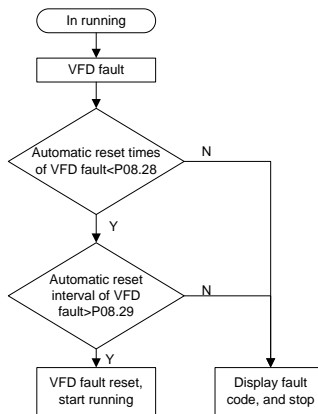 In running
VFD fault
Automatic reset times
of VFD fault<P08.28
N
Y
Automatic reset
interval of VFD
fault>P08.29
N
Y
VFD fault reset,
start running
Display fault
code, and stop